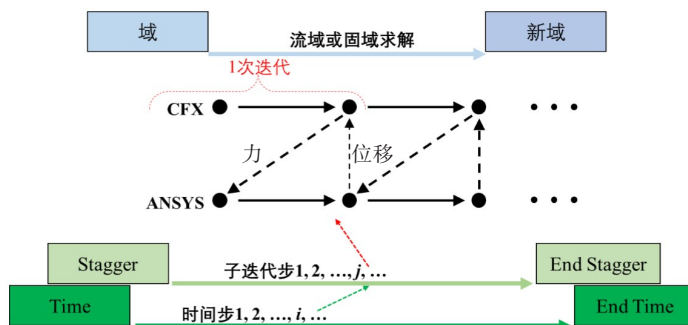 域
流域或固域求解
新域
1次迭代
CFX
• • •
力
位移
ANSYS
• • •
Stagger
子迭代步1, 2, …, j, …
End Stagger
Time
时间步1, 2, …, i, …
End Time